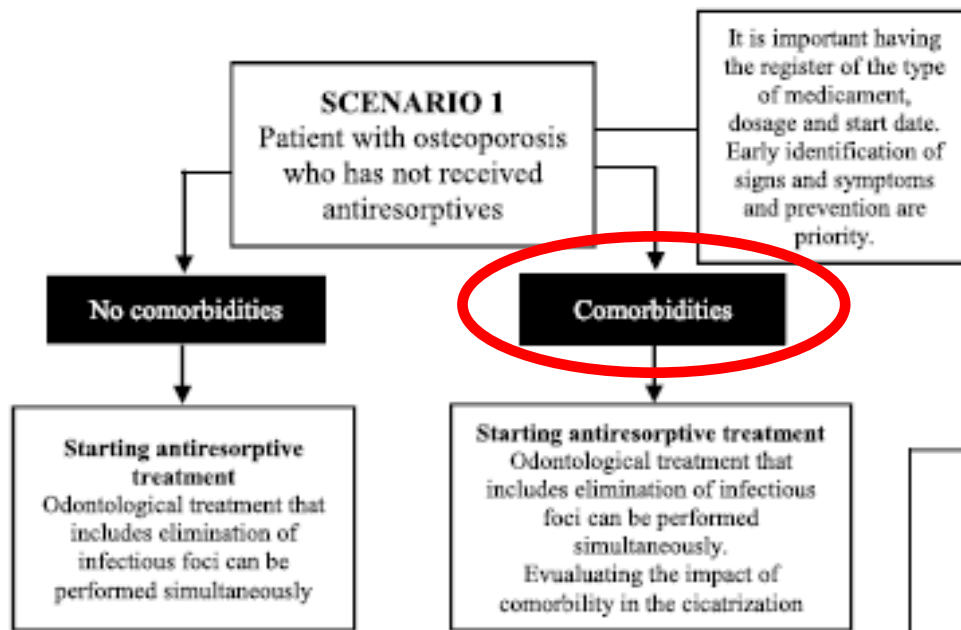 It is important having
the register of the type
of medicament,
dosage and start date.
Early identification of
signs and symptoms
and prevention are
priority.
SCENARIO 1
Patient with osteoporosis
who has not received
antiresorptives
No comorbidities
Comorbidities
Starting antiresorptive
treatment
Odontological treatment that
includes elimination of
infectious foci can be
performed simultaneously
Starting antiresorptive treatment
Odontological treatment that
includes elimination of infectious
foci can be performed
simultaneously.
Evualuating the impact of
comorbility in the cicatrization